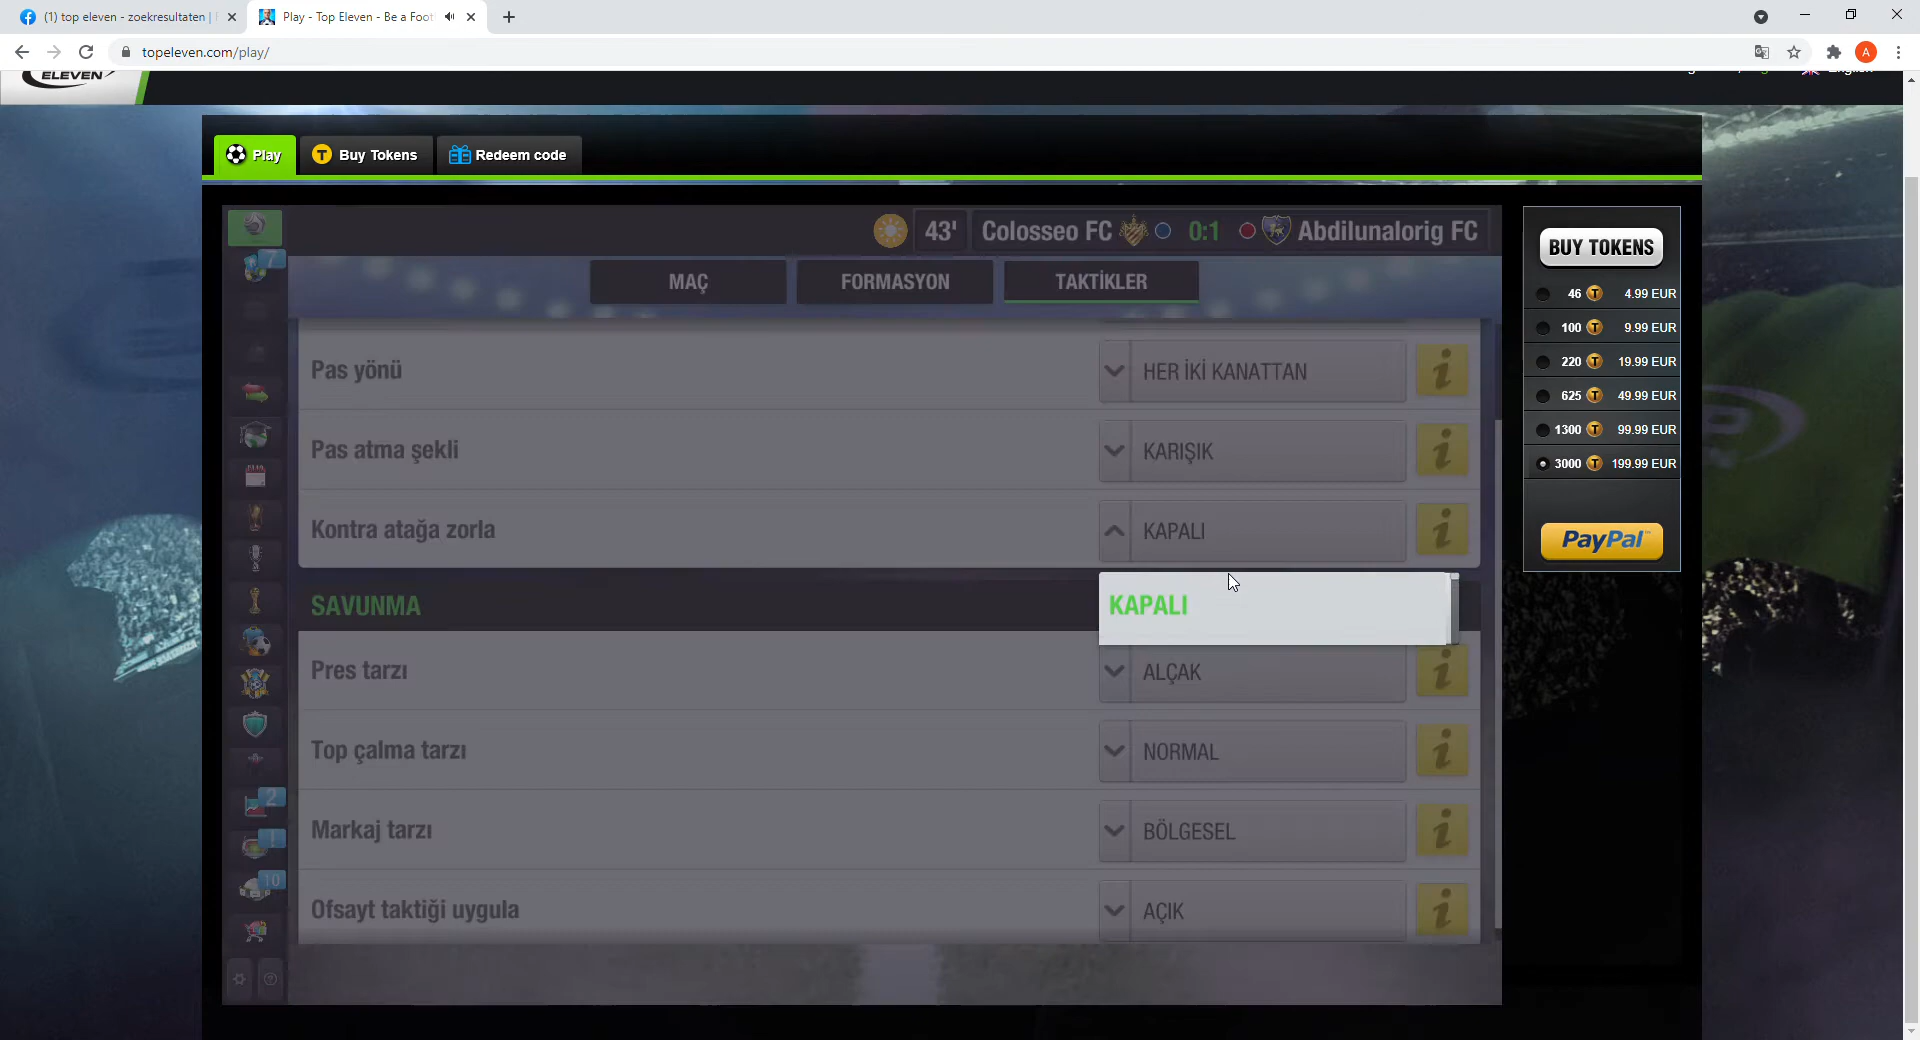 (1) top eleven - zoekresultaten |
Play - Top Eleven - Be a Foot
topeleven.com/play/
A
ELEVEN
English
Play
Buy Tokens
Redeem code
43'
Colosseo FC
0:1
Abdilunalorig FC
7
MAÇ
FORMASYON
TAKTİKLER
Pas yönü
HER İKİ KANATTAN
i
Pas atma şekli
KARIŞIK
i
Kontra atağa zorla
KAPALI
i
SAVUNMA
KAPALI
Pres tarzı
ALÇAK
i
Top çalma tarzı
NORMAL
i
2
Markaj tarzı
BÖLGESEL
i
!
10
Ofsayt taktiği uygula
AÇIK
i
BUY TOKENS
46 T 4.99 EUR
100 T 9.99 EUR
220 T 19.99 EUR
625 T 49.99 EUR
1300 T 99.99 EUR
3000 T 199.99 EUR
PayPal